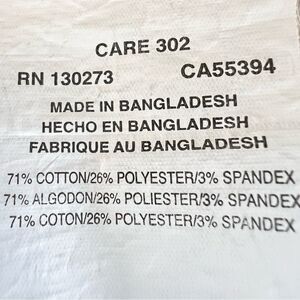 CARE 302
RN 130273 CA55394
MADE IN BANGLADESH
HECHO EN BANGLADESH
FABRIQUE AU BANGLADESH
71% COTTON/26% POLYESTER/3% SPANDEX
71% ALGODON/26% POLIESTER/3% SPANDEX
71% COTON/26% POLYESTER/3% SPANDEX